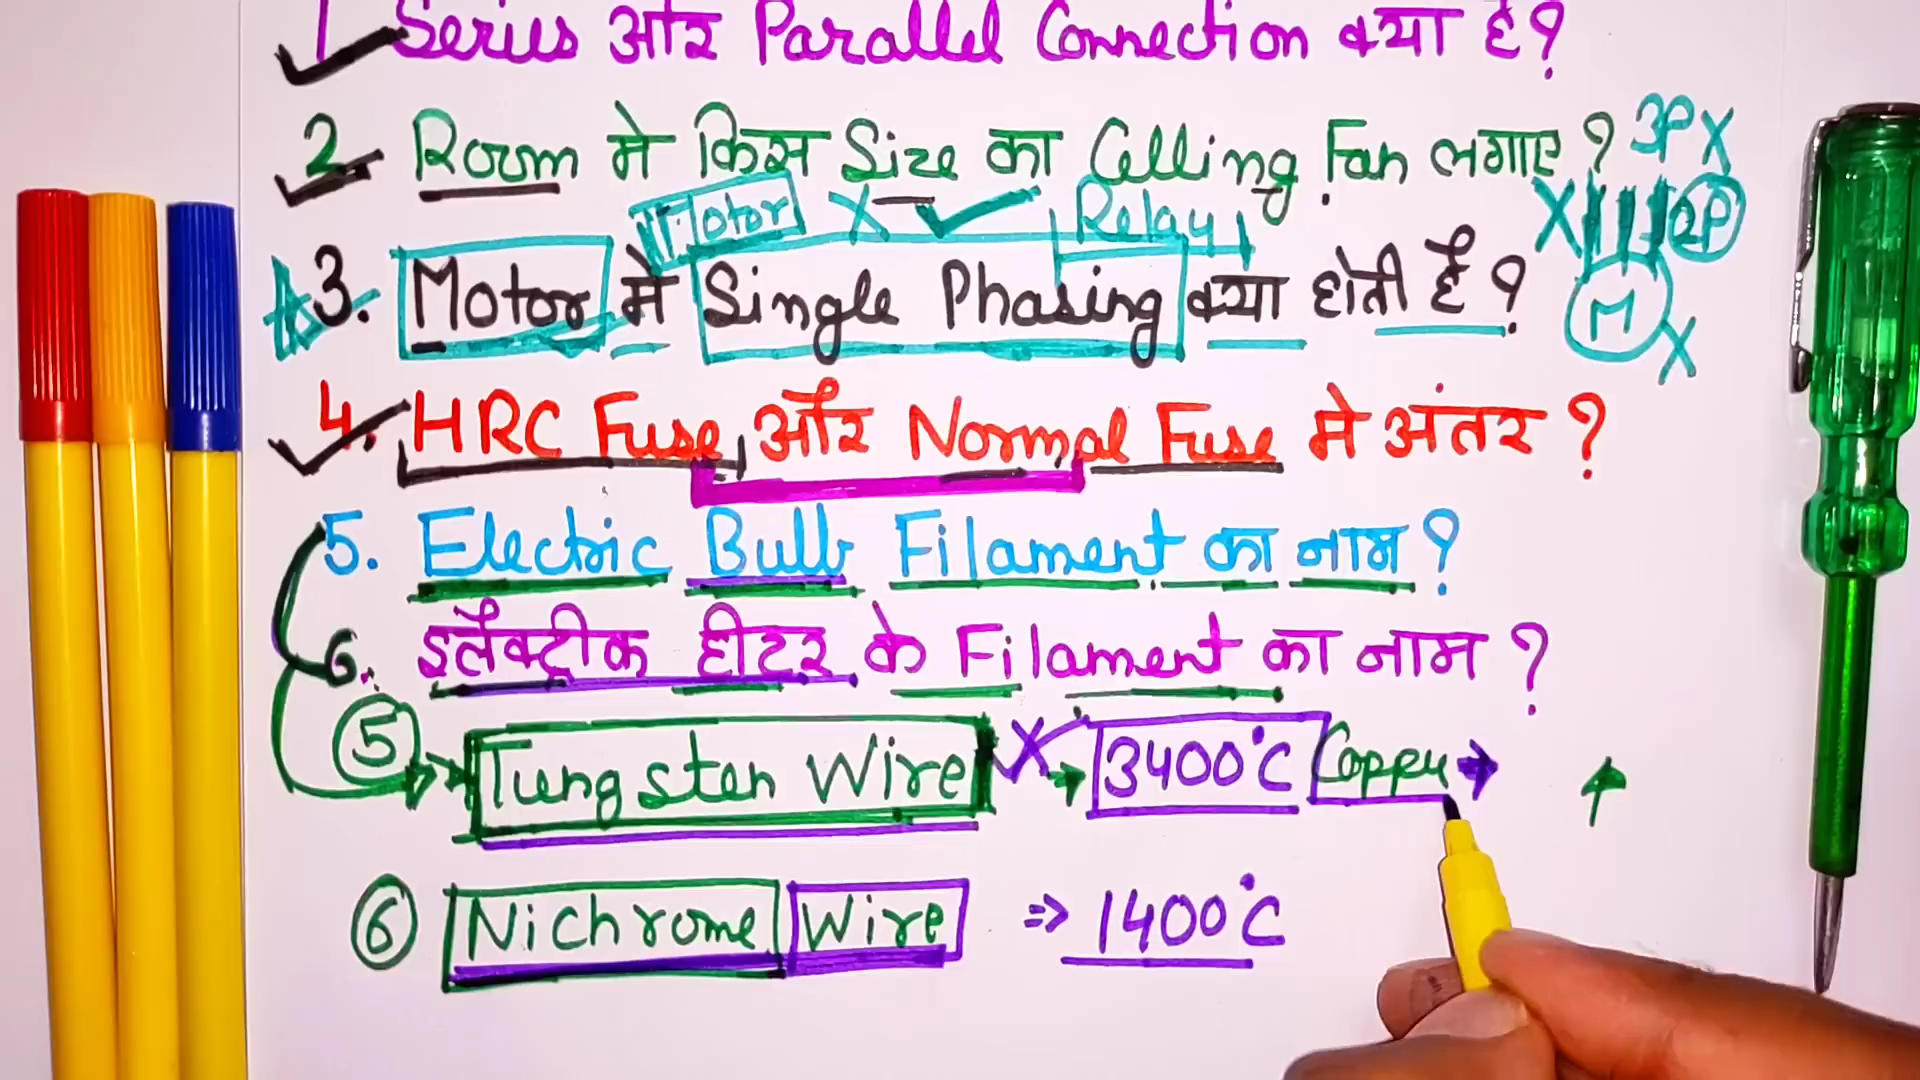 1 Series और Parallel Connection क्या है?
2. Room मे किस Size का Celling Fan लगाए ? 3P X
Motor X Relay X 2P
3. Motor मे Single Phasing क्या होती है ? M X
4. HRC Fuse और Normal Fuse मे अंतर ?
5. Electric Bulb Filament का नाम ?
6. इलैक्ट्रीक हीटर के Filament का नाम ?
5 Tungsten Wire X → 3400°C Copper →
6 Nichrome Wire ⇒ 1400°C